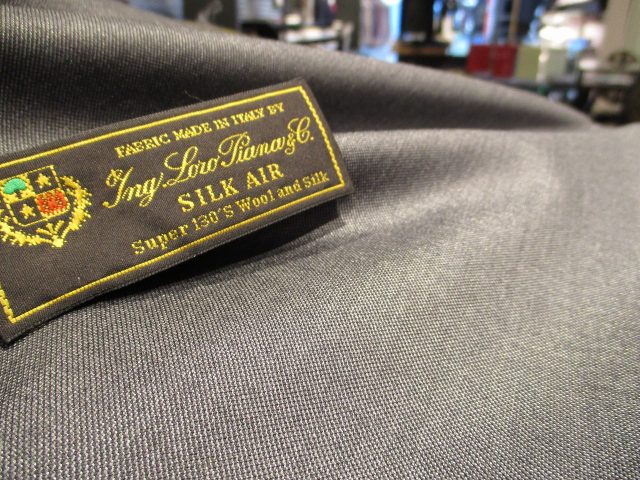 FABRIC MADE IN ITALY BY
Ing. Loro Piana & C.
SILK AIR
Super 130'S Wool and Silk